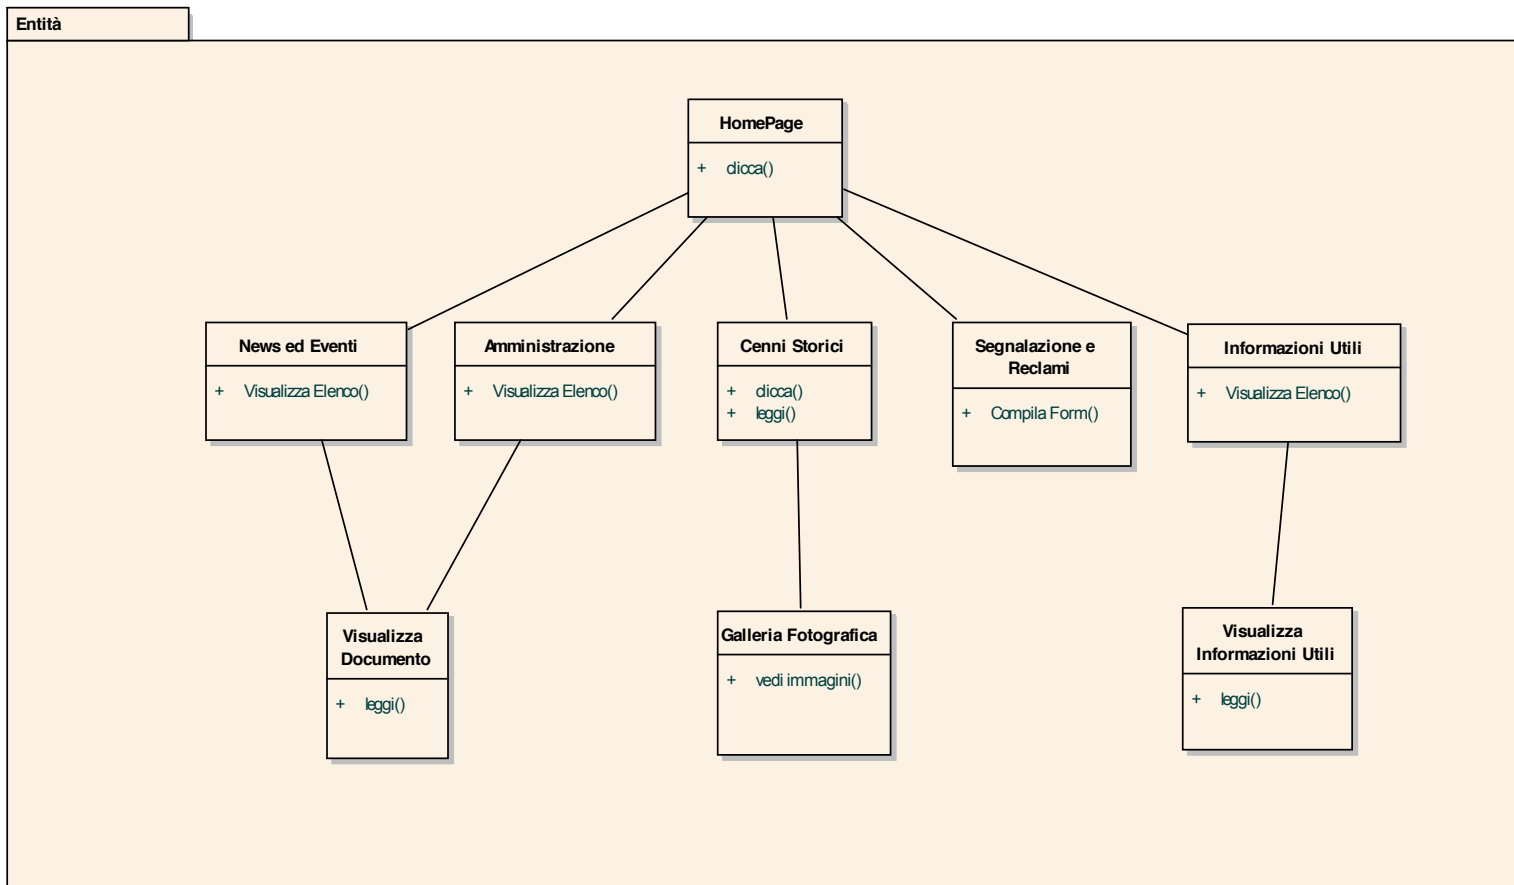 Entità
HomePage
+ clicca()
News ed Eventi
+ Visualizza Elenco()
Amministrazione
+ Visualizza Elenco()
Cenni Storici
+ clicca()
+ leggi()
Segnalazione e
Reclami
+ Compila Form()
Informazioni Utili
+ Visualizza Elenco()
Visualizza
Documento
+ leggi()
Galleria Fotografica
+ vedi immagini()
Visualizza
Informazioni Utili
+ leggi()